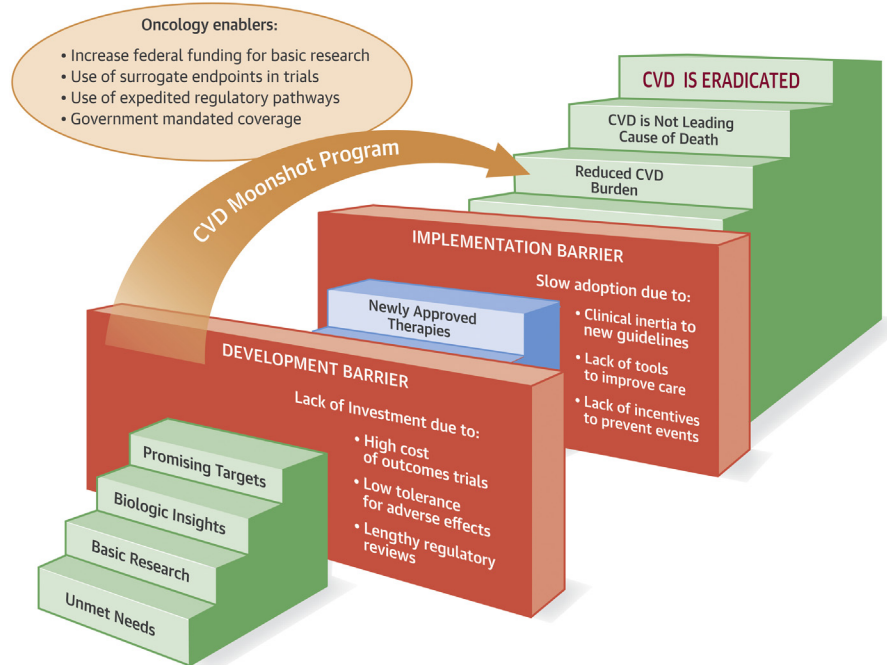 Oncology enablers:
• Increase federal funding for basic research
• Use of surrogate endpoints in trials
• Use of expedited regulatory pathways
• Government mandated coverage
CVD Moonshot Program
CVD IS ERADICATED
CVD is Not Leading
Cause of Death
Reduced CVD
Burden
IMPLEMENTATION BARRIER
Slow adoption due to:
• Clinical inertia to
new guidelines
• Lack of tools
to improve care
• Lack of incentives
to prevent events
Newly Approved
Therapies
DEVELOPMENT BARRIER
Lack of Investment due to:
• High cost
of outcomes trials
• Low tolerance
for adverse effects
• Lengthy regulatory
reviews
Promising Targets
Biologic Insights
Basic Research
Unmet Needs